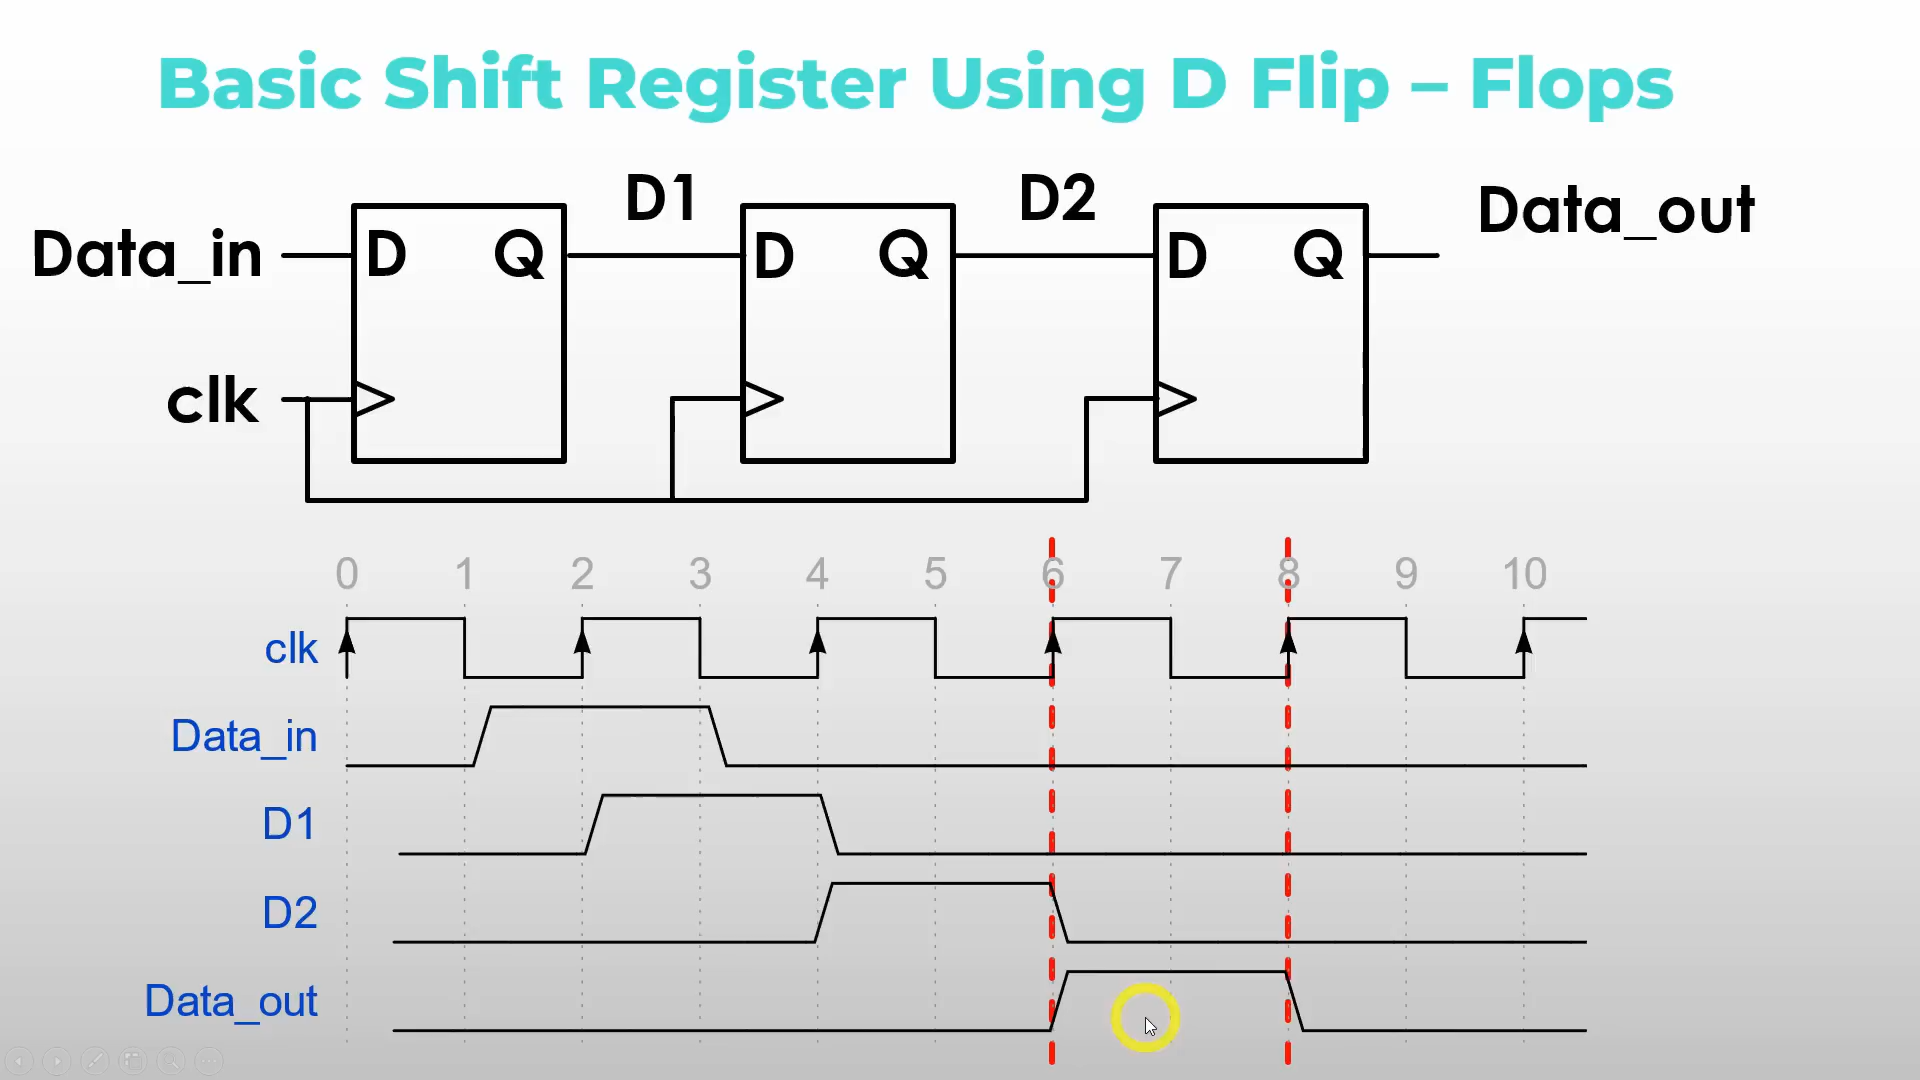 Basic Shift Register Using D Flip – Flops
D1 D2 Data_out
Data_in D Q D Q D Q
clk
0 1 2 3 4 5 6 7 8 9 10
clk
Data_in
D1
D2
Data_out